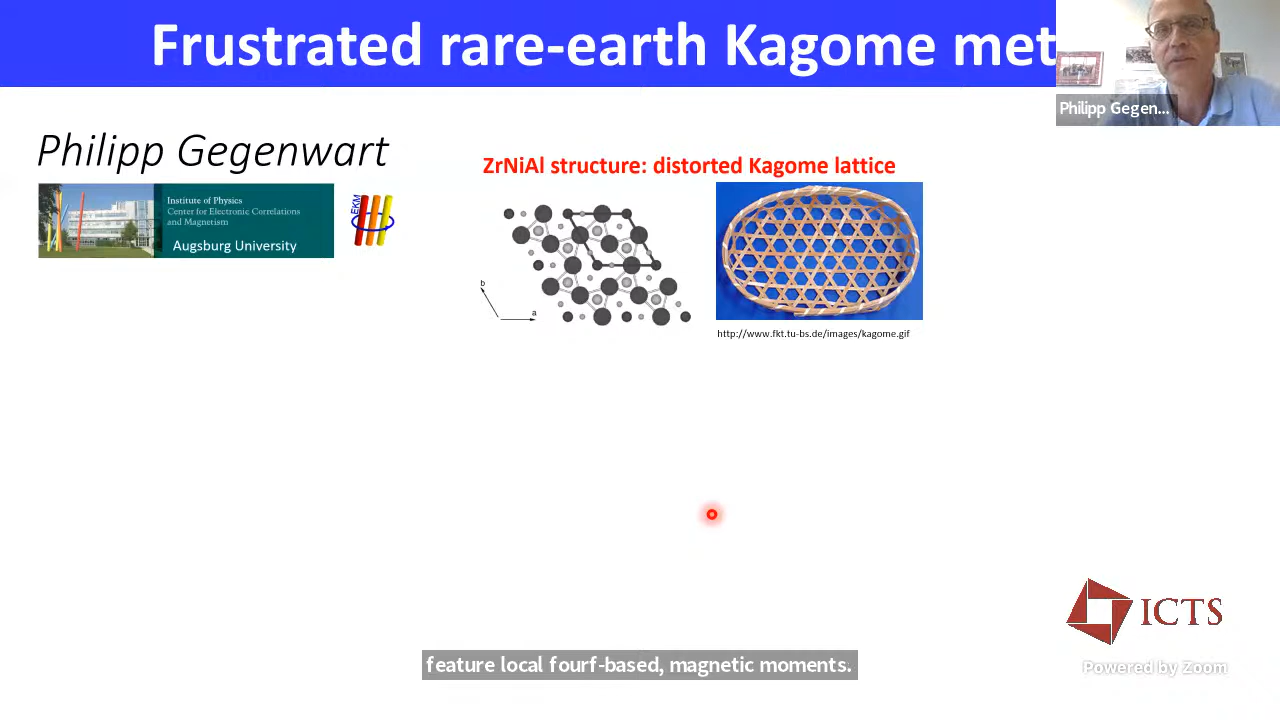 Frustrated rare-earth Kagome met
Philipp Gegen...
Philipp Gegenwart
ZrNiAl structure: distorted Kagome lattice
Institute of Physics
Center for Electronic Correlations
and Magnetism
Augsburg University
EKM
b
a
http://www.fkt.tu-bs.de/images/kagome.gif
ICTS
feature local fourf-based, magnetic moments.
Powered by Zoom